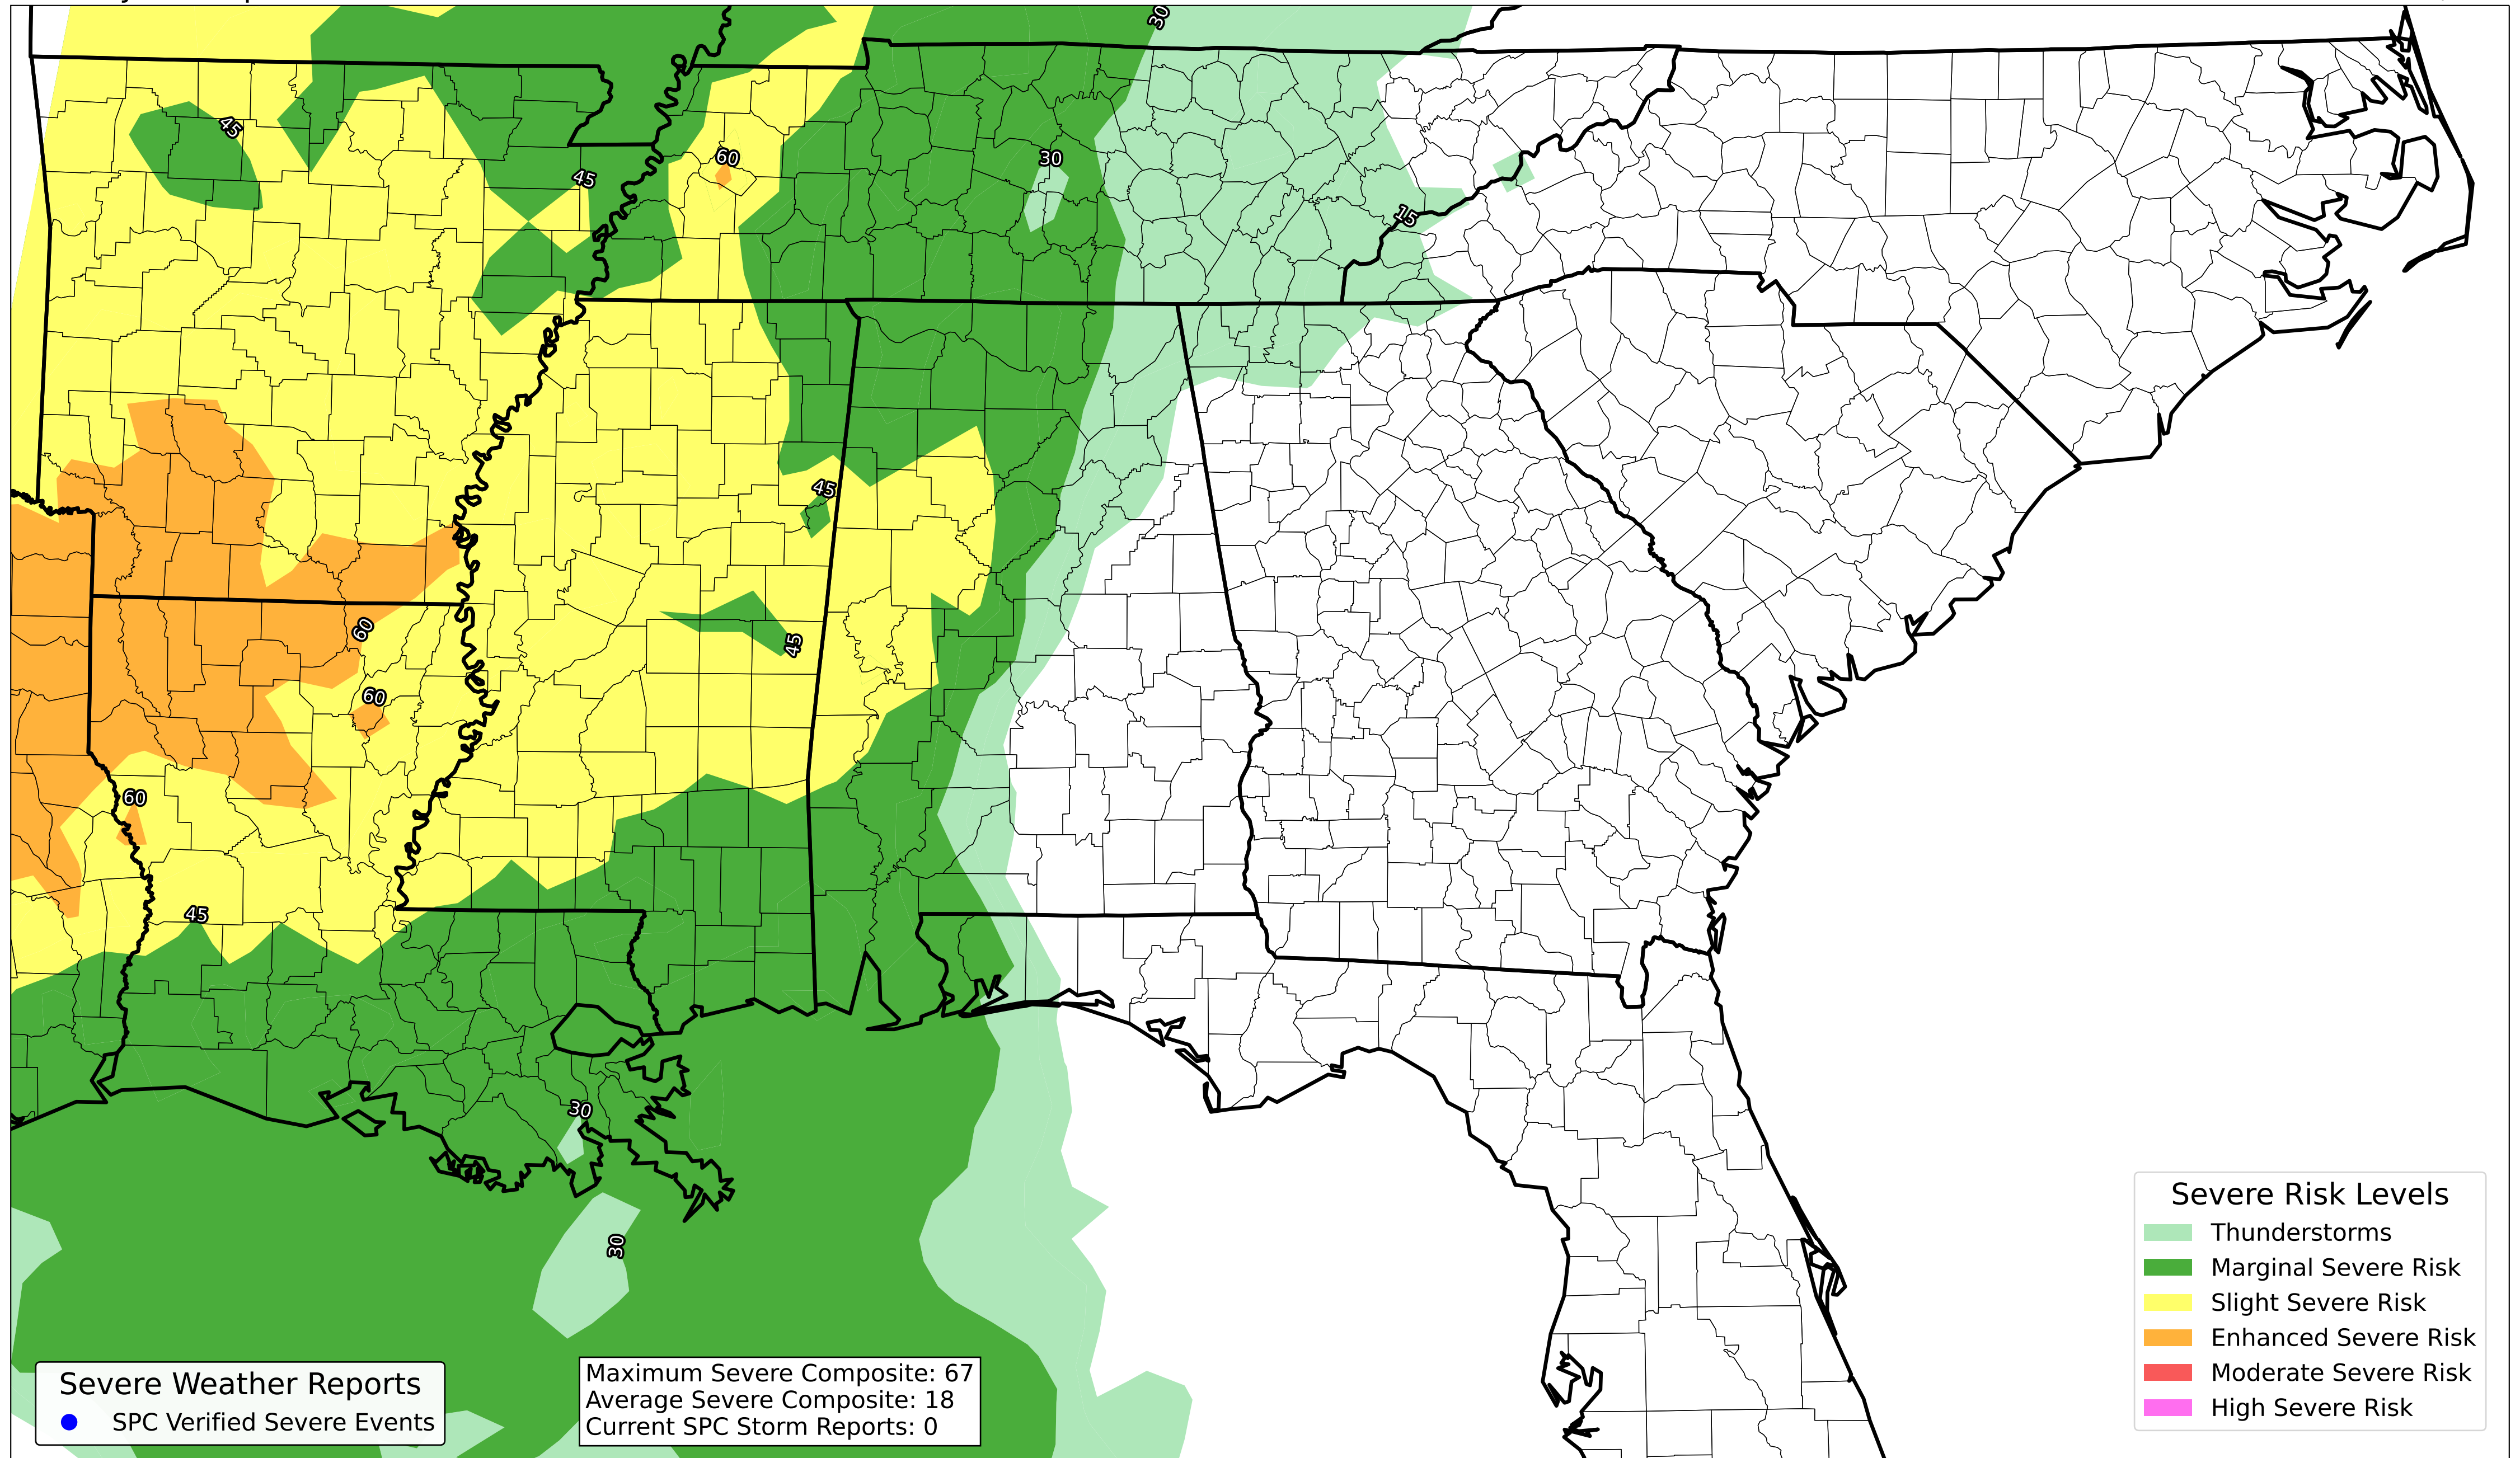 30
45
60
30
45
15
45
60
45
60
60
45
30
30
Severe Risk Levels
Thunderstorms
Marginal Severe Risk
Slight Severe Risk
Enhanced Severe Risk
Moderate Severe Risk
High Severe Risk
Severe Weather Reports
SPC Verified Severe Events
Maximum Severe Composite: 67
Average Severe Composite: 18
Current SPC Storm Reports: 0